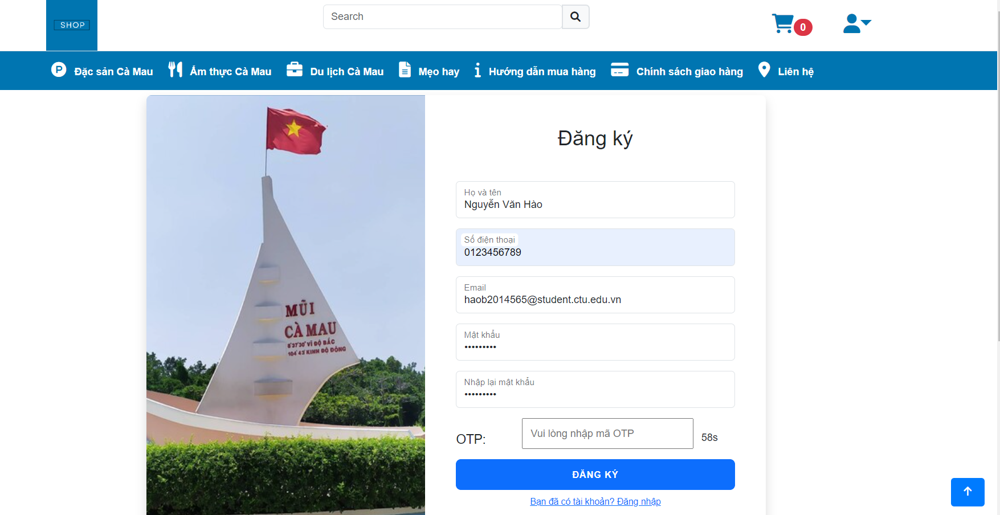 SHOP
Search
0
Đặc sản Cà Mau
Ẩm thực Cà Mau
Du lịch Cà Mau
Mẹo hay
Hướng dẫn mua hàng
Chính sách giao hàng
Liên hệ
MŨI
CÀ MAU
8°37'30" VĨ ĐỘ BẮC
104°43' KINH ĐỘ ĐÔNG
Đăng ký
Họ và tên
Nguyễn Văn Hảo
Số điện thoại
0123456789
Email
haob2014565@student.ctu.edu.vn
Mật khẩu
•••••••••
Nhập lại mật khẩu
•••••••••
OTP:
Vui lòng nhập mã OTP
58s
ĐĂNG KÝ
Bạn đã có tài khoản? Đăng nhập